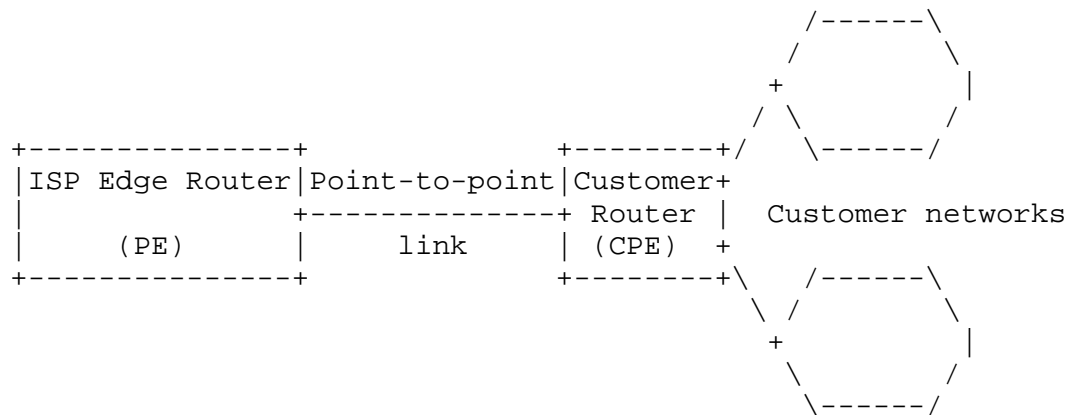 ISP Edge Router Point-to-point Customer
Router Customer networks
(PE) link (CPE)